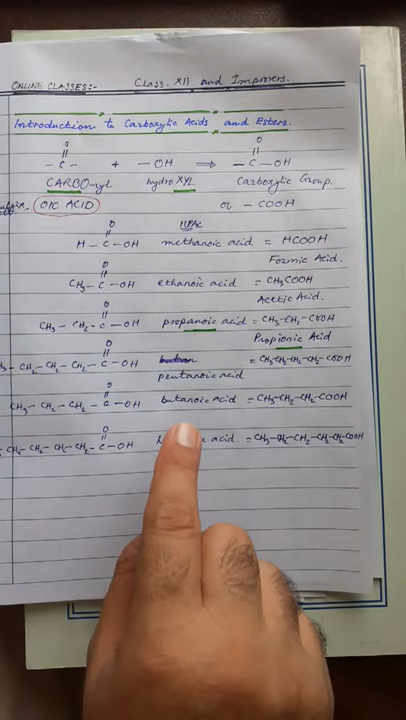 ONLINE CLASSES:- Class. XII and Improvers.
Introduction to Carboxylic Acids and Esters.
O O
|| ||
- C - + - OH ⇒ - C - OH
CARBOnyl hydroXYL Carboxylic Group.
OIC ACID or - COOH
O IUPAC
||
H - C - OH methanoic acid = HCOOH
Formic Acid.
O
||
CH3 - C - OH ethanoic acid = CH3COOH
Acetic Acid.
O
||
CH3 - CH2 - C - OH propanoic acid = CH3-CH2-COOH
Propionic Acid
O
||
CH2 - CH2 - CH2 - C - OH = CH3-CH2-CH2-CH2-COOH
pentanoic acid
O
||
CH3 - CH2 - CH2 - C - OH butanoic acid = CH3-CH2-CH2-COOH
O
||
CH2 - CH2 - CH2 - CH2 - C - OH acid. = CH3-CH2-CH2-CH2-CH2-COOH